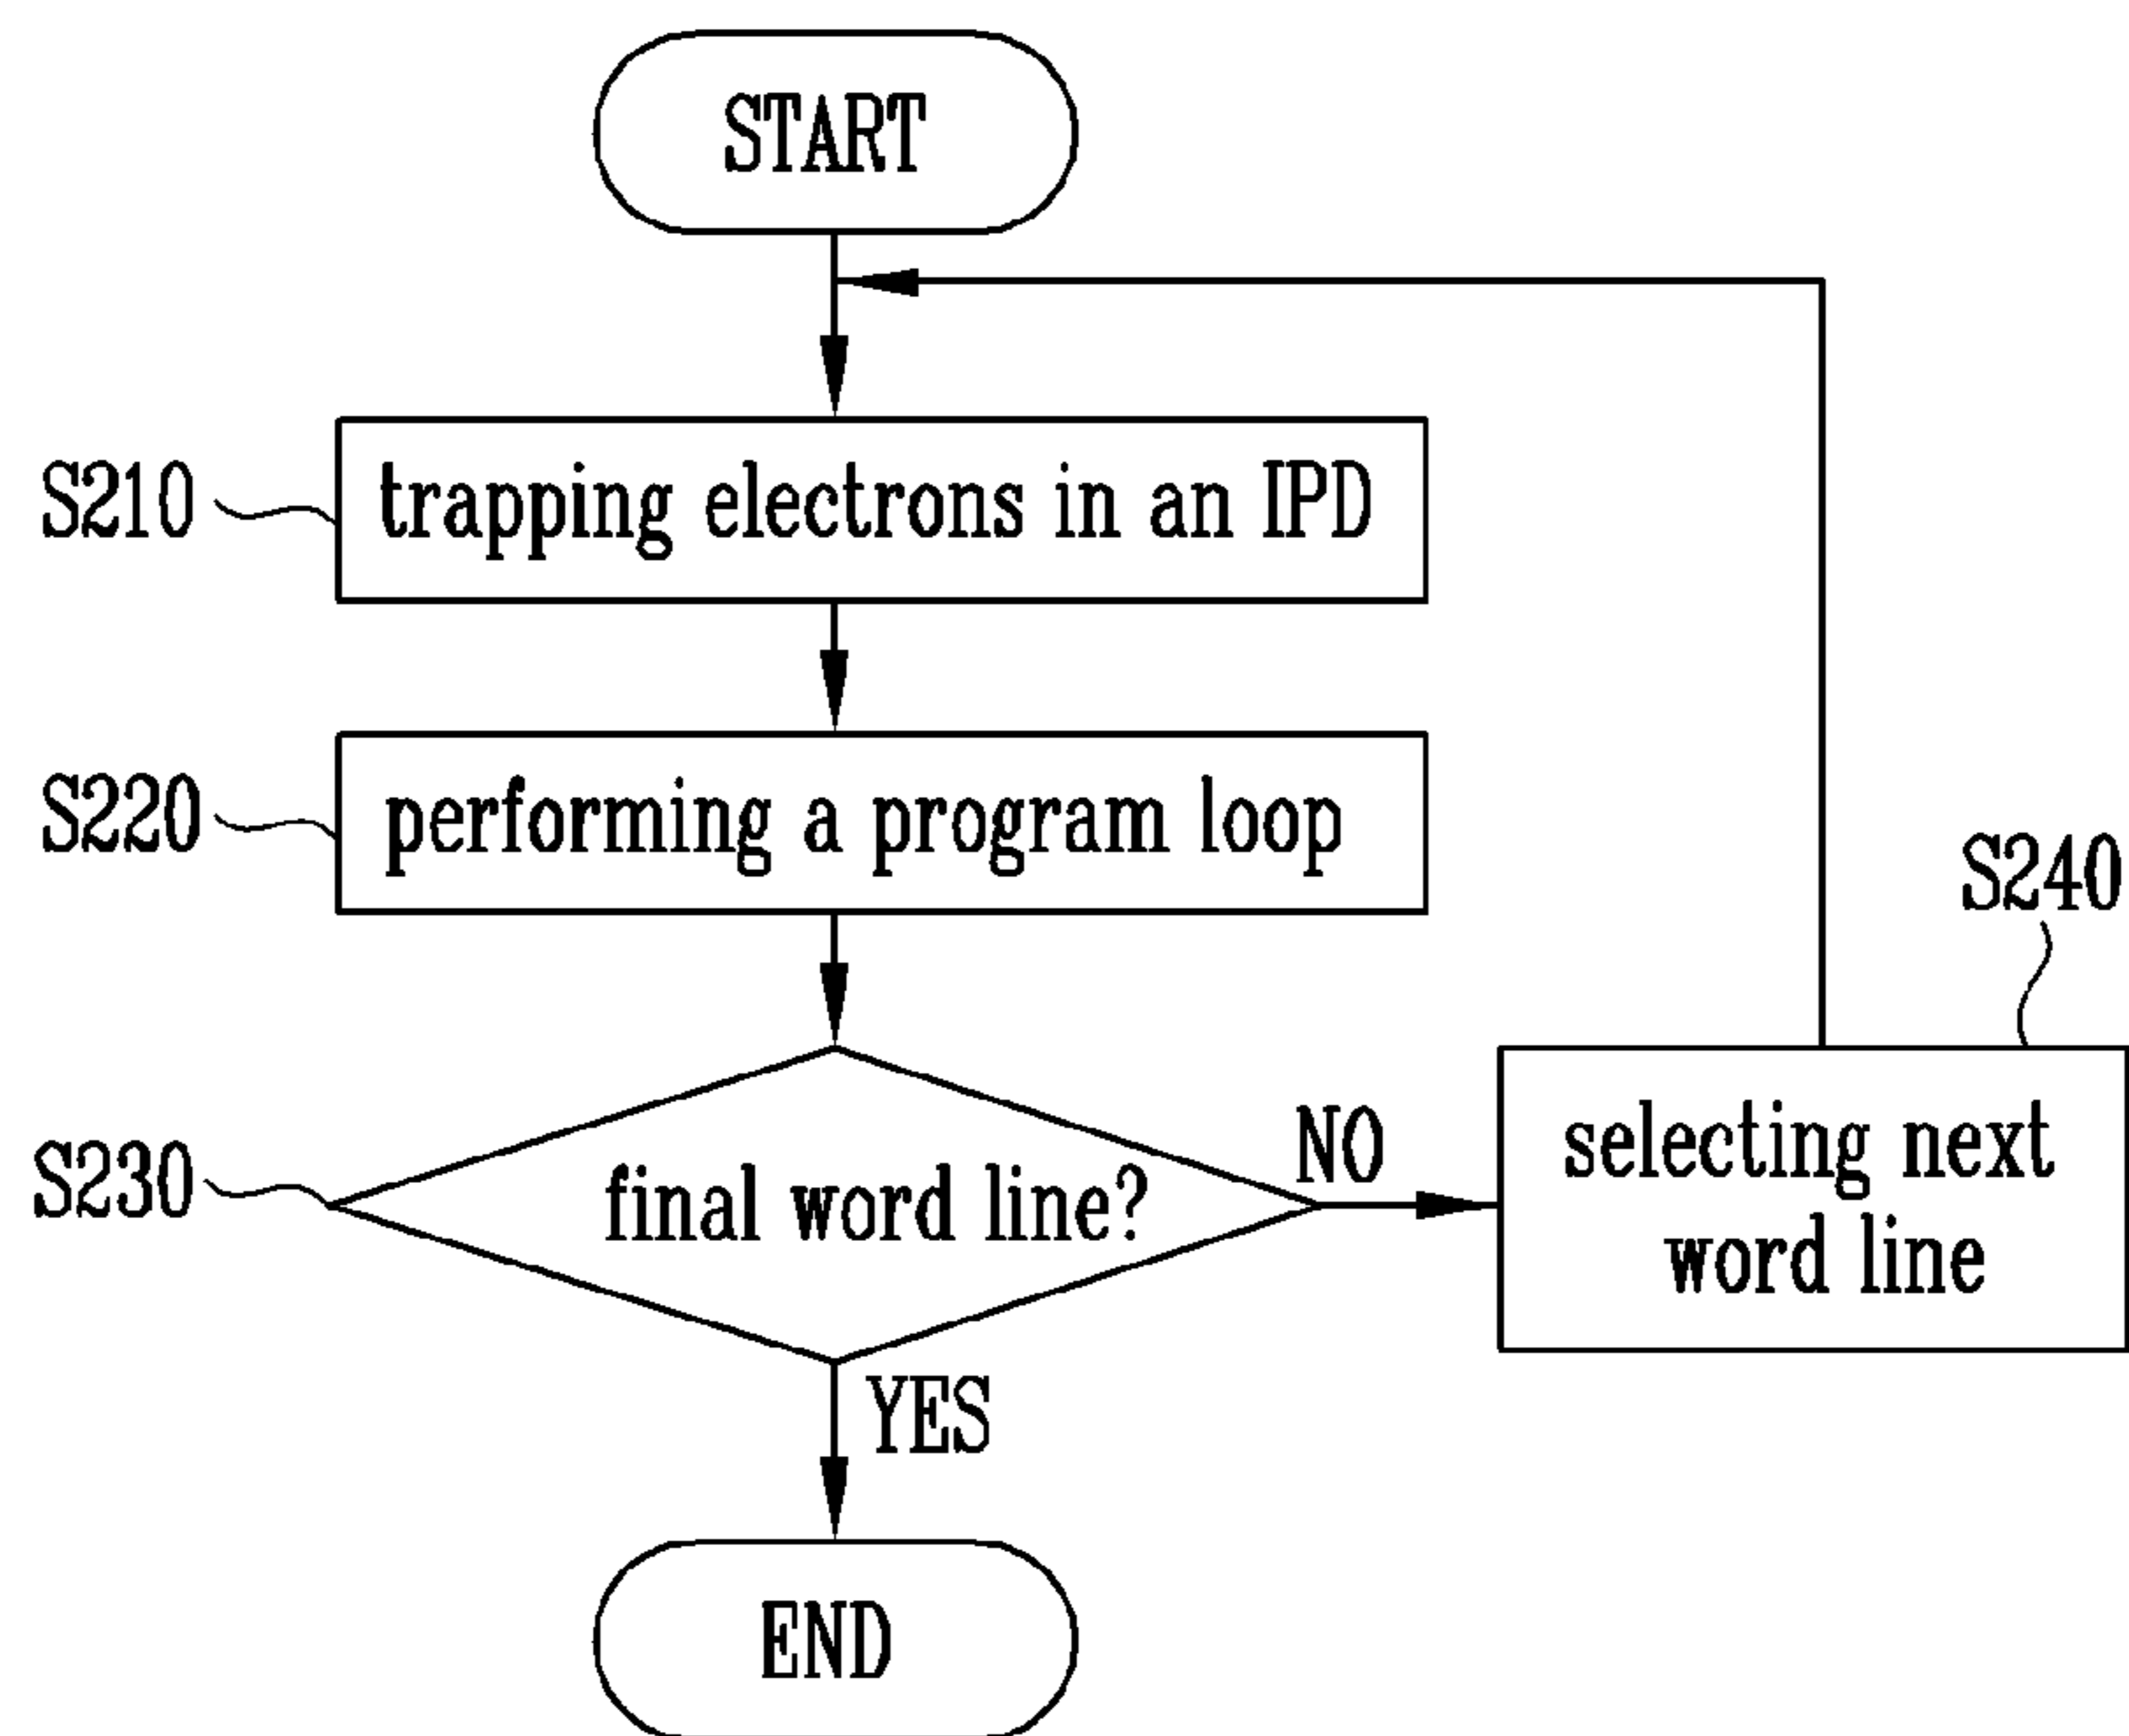 START
S210
trapping electrons in an IPD
S220
performing a program loop
S240
S230
final word line?
NO
selecting next
word line
YES
END